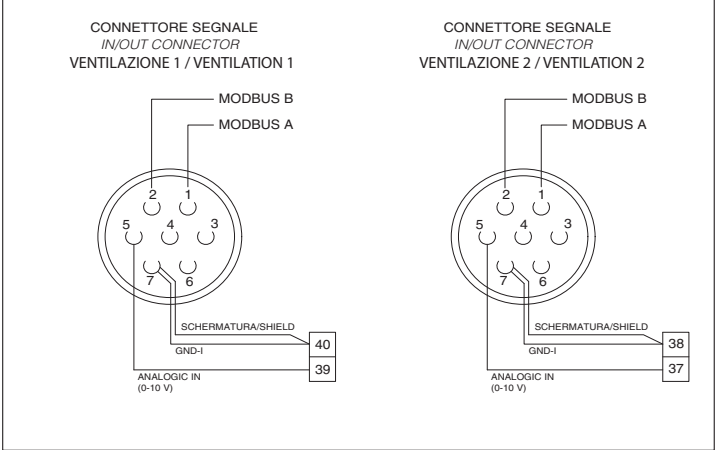 CONNETTORE SEGNALE
IN/OUT CONNECTOR
VENTILAZIONE 1 / VENTILATION 1
MODBUS B
MODBUS A
2 1
5 4 3
7 6
SCHERMATURA/SHIELD
40
GND-I
39
ANALOGIC IN
(0-10 V)
CONNETTORE SEGNALE
IN/OUT CONNECTOR
VENTILAZIONE 2 / VENTILATION 2
MODBUS B
MODBUS A
2 1
5 4 3
7 6
SCHERMATURA/SHIELD
38
GND-I
37
ANALOGIC IN
(0-10 V)